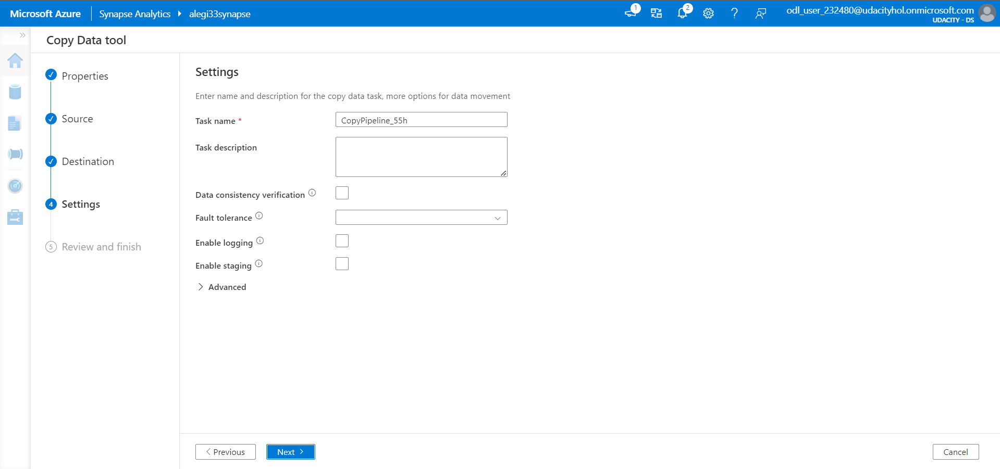 Microsoft Azure
Synapse Analytics
alegi33synapse
1
2
odl_user_232480@udacityhol.onmicrosoft.com
UDACITY - DS
Copy Data tool
Properties
Source
Destination
4 Settings
5 Review and finish
Settings
Enter name and description for the copy data task, more options for data movement
Task name * CopyPipeline_55h
Task description
Data consistency verification
Fault tolerance
Enable logging
Enable staging
Advanced
Previous
Next
Cancel